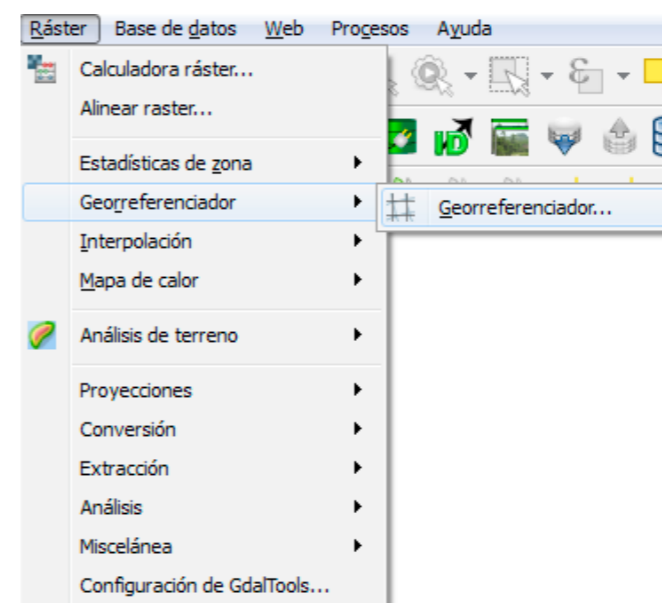 Ráster Base de datos Web Procesos Ayuda
Calculadora ráster...
Alinear raster...
Estadísticas de zona
Georreferenciador
Georreferenciador...
Interpolación
Mapa de calor
Análisis de terreno
Proyecciones
Conversión
Extracción
Análisis
Miscelánea
Configuración de GdalTools...